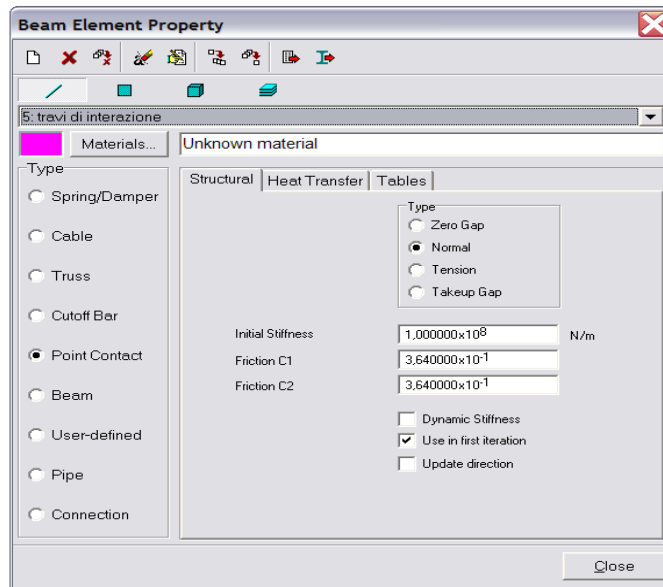 Beam Element Property
5: travi di interazione
Materials...
Unknown material
Type
Spring/Damper
Cable
Truss
Cutoff Bar
Point Contact
Beam
User-defined
Pipe
Connection
Structural
Heat Transfer
Tables
Type
Zero Gap
Normal
Tension
Takeup Gap
Initial Stiffness 1,000000x10⁸ N/m
Friction C1 3,640000x10⁻¹
Friction C2 3,640000x10⁻¹
Dynamic Stiffness
Use in first iteration
Update direction
Close